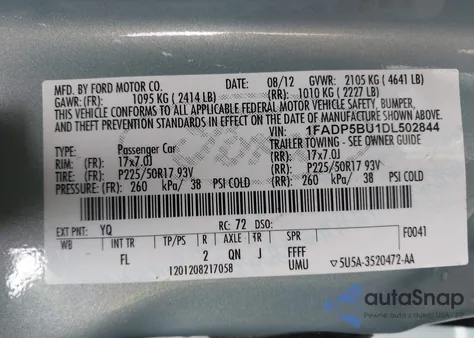 MFD. BY FORD MOTOR CO. DATE: 08/12 GVWR: 2105 KG ( 4641 LB)
GAWR: (FR) 1095 KG ( 2414 LB) (RR) 1010 KG ( 2227 LB)
THIS VEHICLE CONFORMS TO ALL APPLICABLE FEDERAL MOTOR VEHICLE SAFETY, BUMPER,
AND THEFT PREVENTION STANDARDS IN EFFECT ON THE DATE OF MANUFACTURE SHOWN ABOVE.
VIN: 1FADP5BU1DL502844
TYPE: Passenger Car TRAILER TOWING - SEE OWNER GUIDE
RIM: (FR) 17x7.0J (RR) 17x7.0J
TIRE: (FR) P225/50R17 93V (RR) P225/50R17 93V
PRESSURE: (FR) 260 kPa/ 38 PSI COLD (RR) 260 kPa/ 38 PSI COLD
EXT PNT: YQ RC: 72 DSO: F0041
WB INT TR TP/PS R AXLE TR SPR
FL 2 QN J FFFF
1201208217058 UMU ▽5U5A-3520472-AA
autoSnap